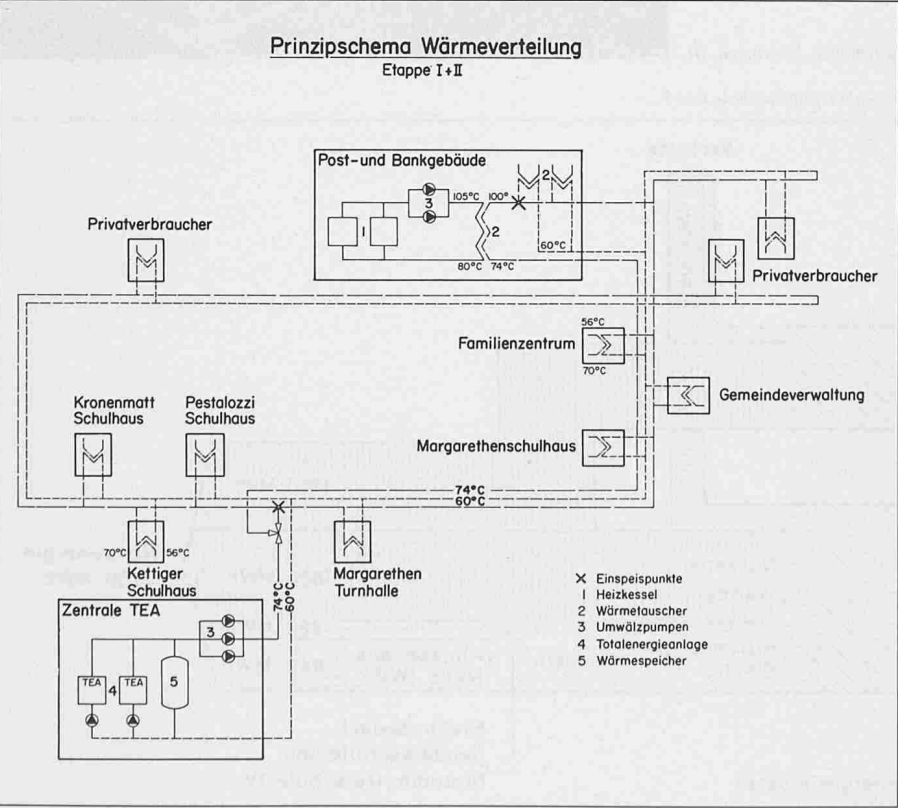 Prinzipschema Wärmeverteilung
Etappe I+II
Post-und Bankgebäude
105°C
100°
2
3
1
2
60°C
80°C
74°C
Privatverbraucher
Privatverbraucher
56°C
Familienzentrum
70°C
Gemeindeverwaltung
Kronenmatt
Schulhaus
Pestalozzi
Schulhaus
Margarethenschulhaus
74°C
60°C
70°C
56°C
Kettiger
Schulhaus
Margarethen
Turnhalle
74°C
60°C
Zentrale TEA
3
TEA
4
TEA
5
X Einspeispunkte
1 Heizkessel
2 Wärmetauscher
3 Umwälzpumpen
4 Totalenergieanlage
5 Wärmespeicher